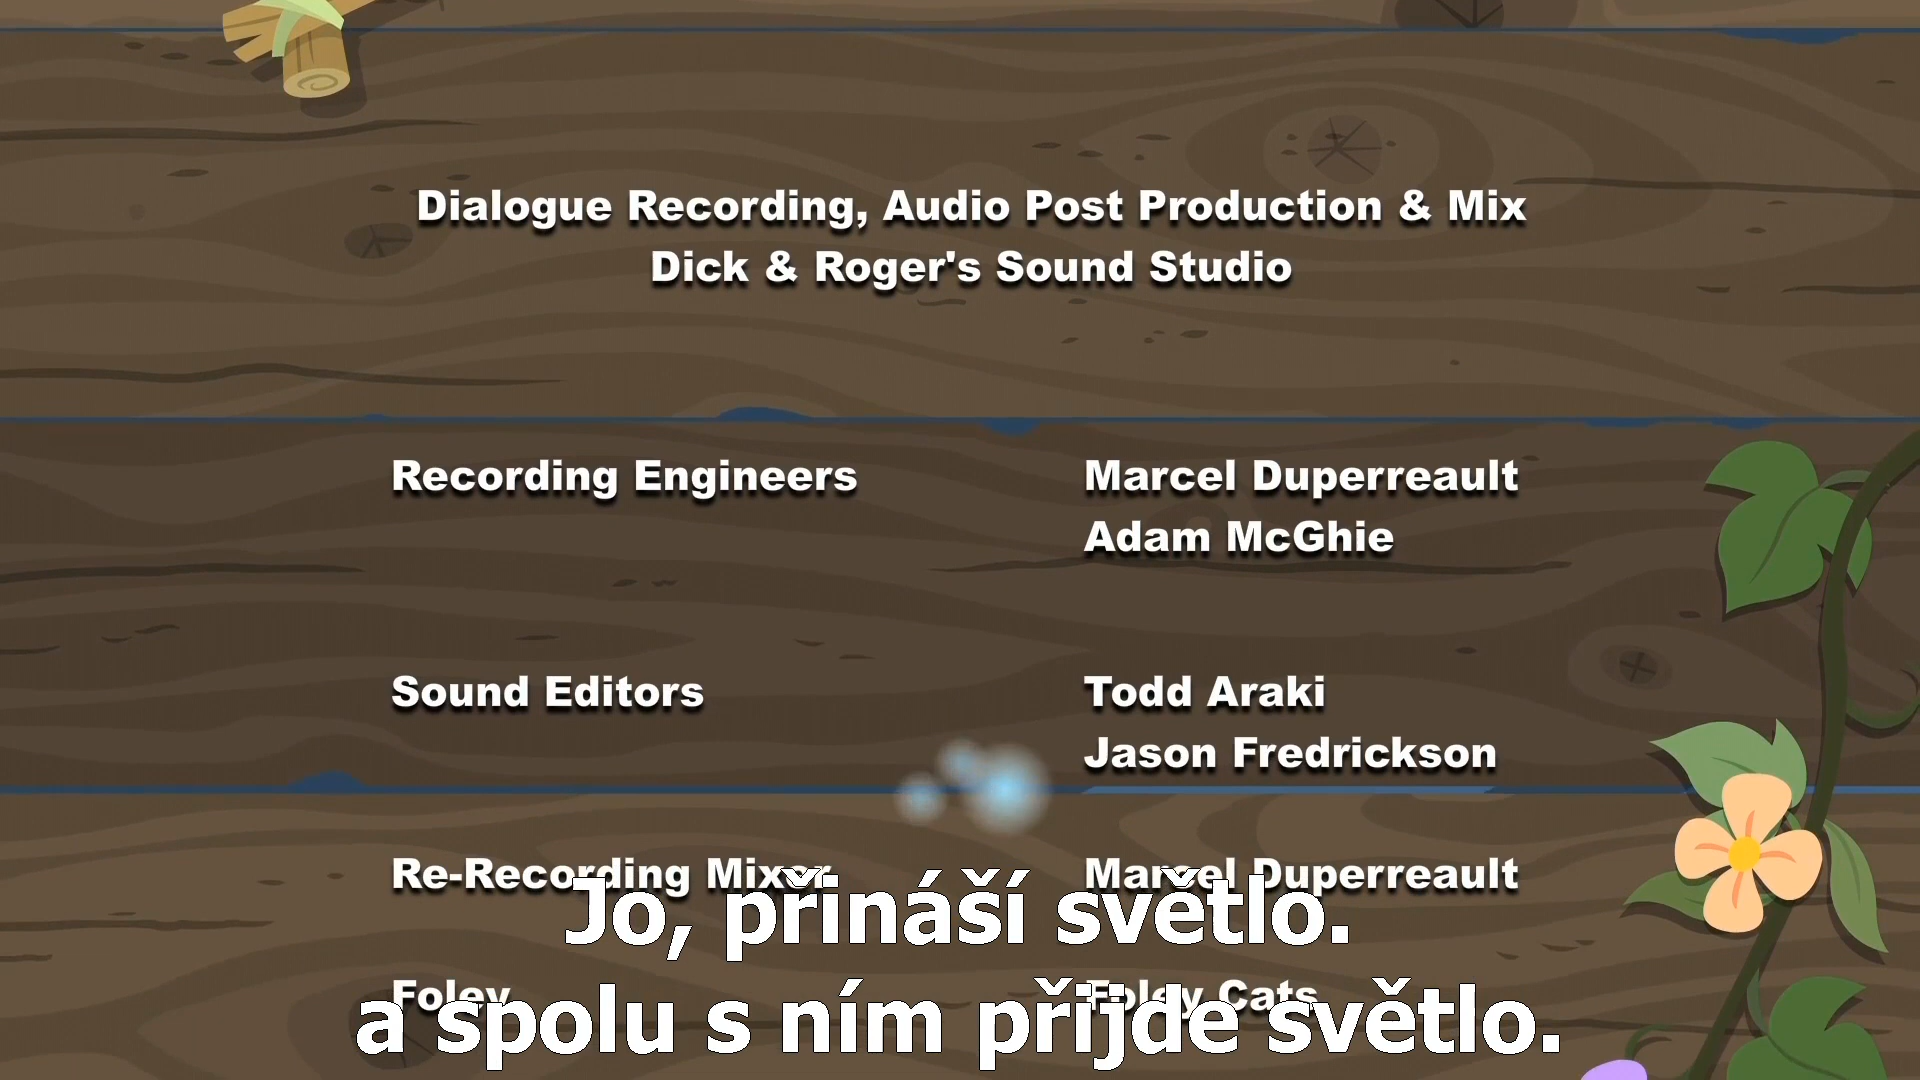 Dialogue Recording, Audio Post Production & Mix
Dick & Roger's Sound Studio
Recording Engineers Marcel Duperreault
Adam McGhie
Sound Editors Todd Araki
Jason Fredrickson
Re-Recording Mixer Marcel Duperreault
Jo, přináší světlo.
Foley Foley Cats
a spolu s ním přijde světlo.